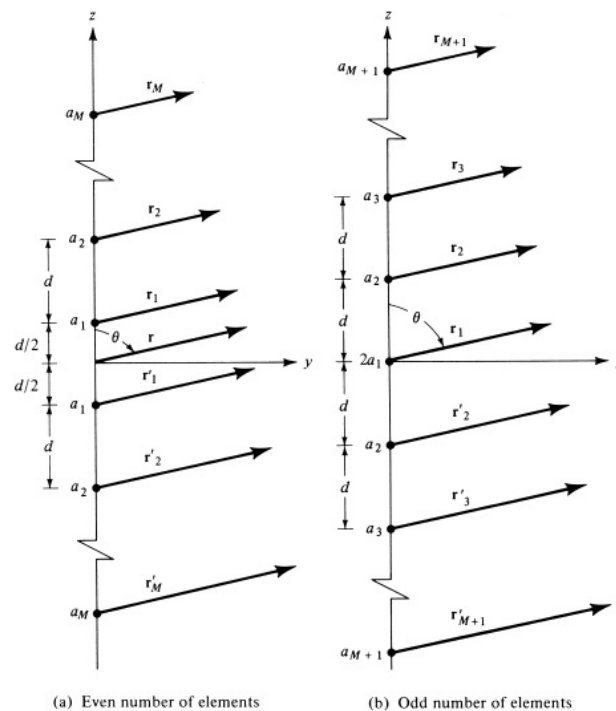 z
r_M
a_M
r_2
a_2
d
r_1
a_1
d/2
θ
r
y
d/2
r'_1
a_1
d
r'_2
a_2
r'_M
a_M
(a) Even number of elements
z
r_{M+1}
a_{M+1}
r_3
a_3
d
r_2
a_2
d
θ
r_1
2a_1
d
r'_2
a_2
d
r'_3
a_3
r'_{M+1}
a_{M+1}
(b) Odd number of elements